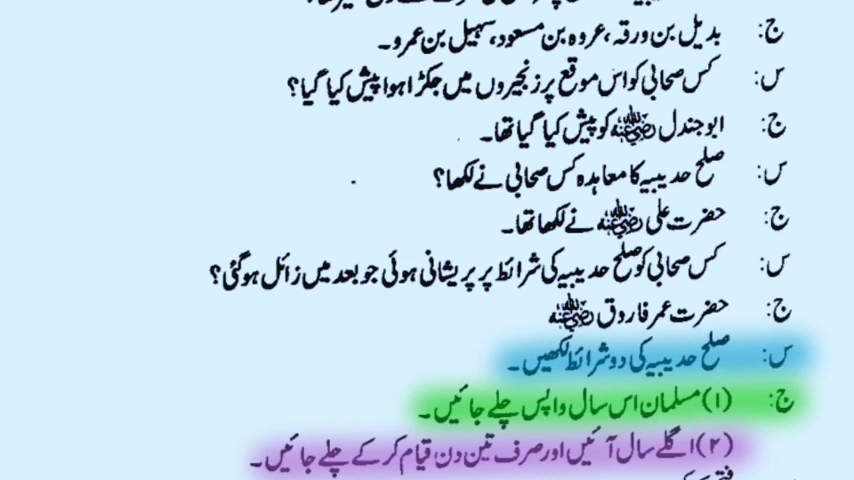 ج: بدیل بن ورقہ، عروہ بن مسعود، سہیل بن عمرو۔
س: کس صحابی کو اس موقع پر زنجیروں میں جکڑا ہوا پیش کیا گیا؟
ج: ابو جندل رضی اللہ عنہ کو پیش کیا گیا تھا۔
س: صلح حدیبیہ کا معاہدہ کس صحابی نے لکھا؟
ج: حضرت علی رضی اللہ عنہ نے لکھا تھا۔
س: کس صحابی کو صلح حدیبیہ کی شرائط پر پریشانی ہوئی جو بعد میں زائل ہوگئی؟
ج: حضرت عمر فاروق رضی اللہ عنہ
س: صلح حدیبیہ کی دو شرائط لکھیں۔
ج: (۱) مسلمان اس سال واپس چلے جائیں۔
(۲) اگلے سال آئیں اور صرف تین دن قیام کر کے چلے جائیں۔